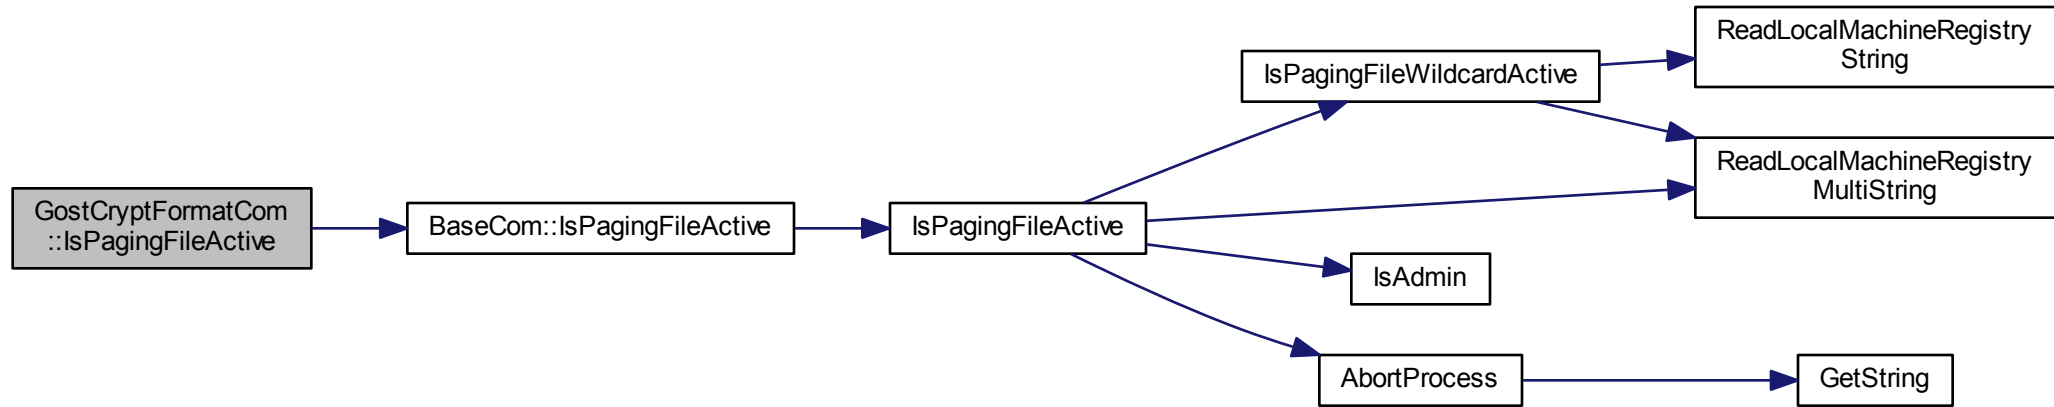 GostCryptFormatCom
::IsPagingFileActive
BaseCom::IsPagingFileActive
IsPagingFileActive
IsPagingFileWildcardActive
ReadLocalMachineRegistry
String
ReadLocalMachineRegistry
MultiString
IsAdmin
AbortProcess
GetString